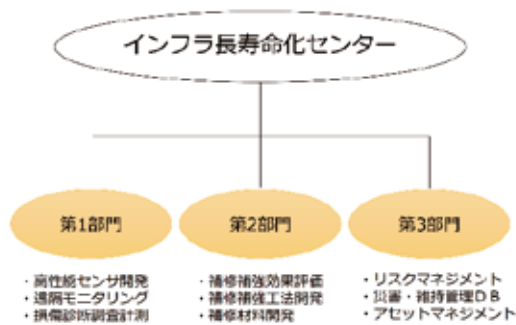 インフラ長寿命化センター
第1部門
第2部門
第3部門
・高性能センサ開発
・遠隔モニタリング
・損傷診断調査計測
・補修補強効果評価
・補修補強工法開発
・補修材料開発
・リスクマネジメント
・災害・維持管理DB
・アセットマネジメント